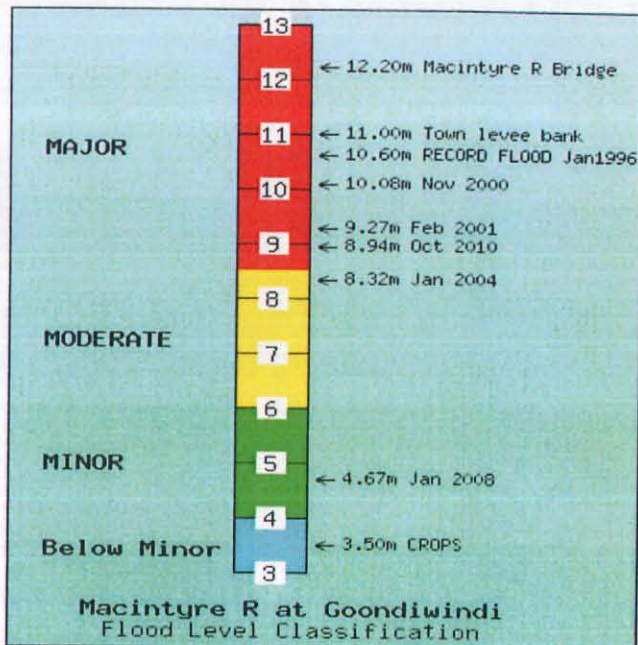 13
12.20m Macintyre R Bridge
12
11
11.00m Town levee bank
MAJOR
10.60m RECORD FLOOD Jan1996
10
10.08m Nov 2000
9.27m Feb 2001
9
8.94m Oct 2010
8.32m Jan 2004
8
MODERATE
7
6
MINOR
5
4.67m Jan 2008
4
Below Minor
3.50m CROPS
3
Macintyre R at Goondiwindi
Flood Level Classification